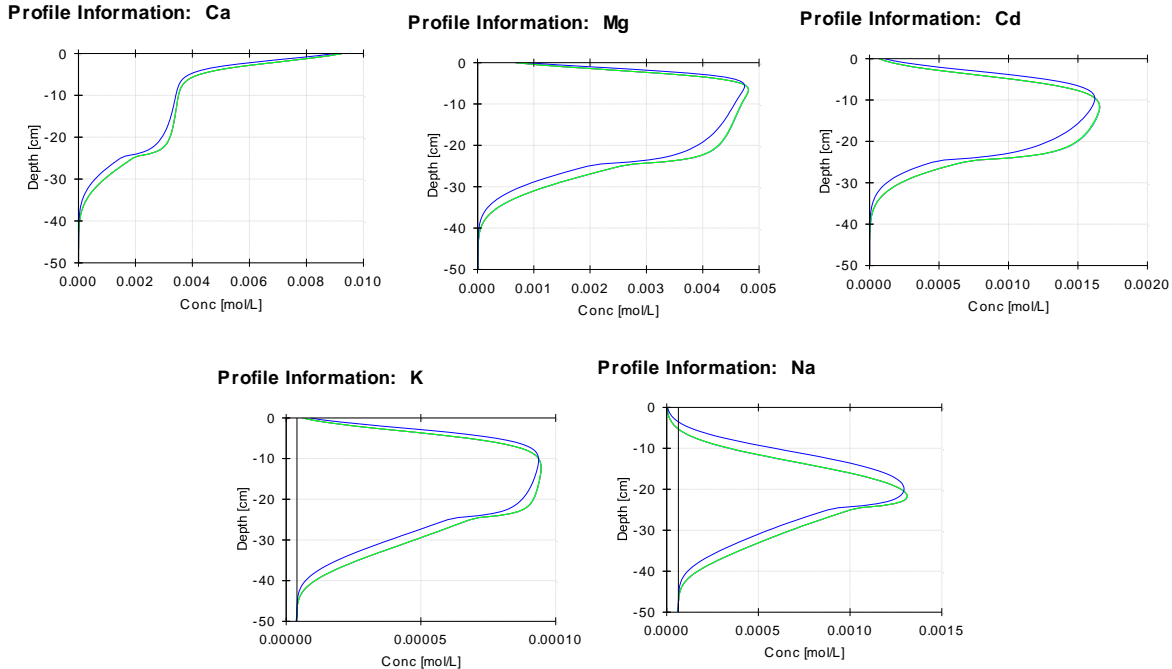 Profile Information: Ca
0
-10
-20
-30
-40
-50
Depth [cm]
0.000 0.002 0.004 0.006 0.008 0.010
Conc [mol/L]
Profile Information: Mg
0
-10
-20
-30
-40
-50
Depth [cm]
0.000 0.001 0.002 0.003 0.004 0.005
Conc [mol/L]
Profile Information: Cd
0
-10
-20
-30
-40
-50
Depth [cm]
0.0000 0.0005 0.0010 0.0015 0.0020
Conc [mol/L]
Profile Information: K
0
-10
-20
-30
-40
-50
Depth [cm]
0.00000 0.00005 0.00010
Conc [mol/L]
Profile Information: Na
0
-10
-20
-30
-40
-50
Depth [cm]
0.0000 0.0005 0.0010 0.0015
Conc [mol/L]